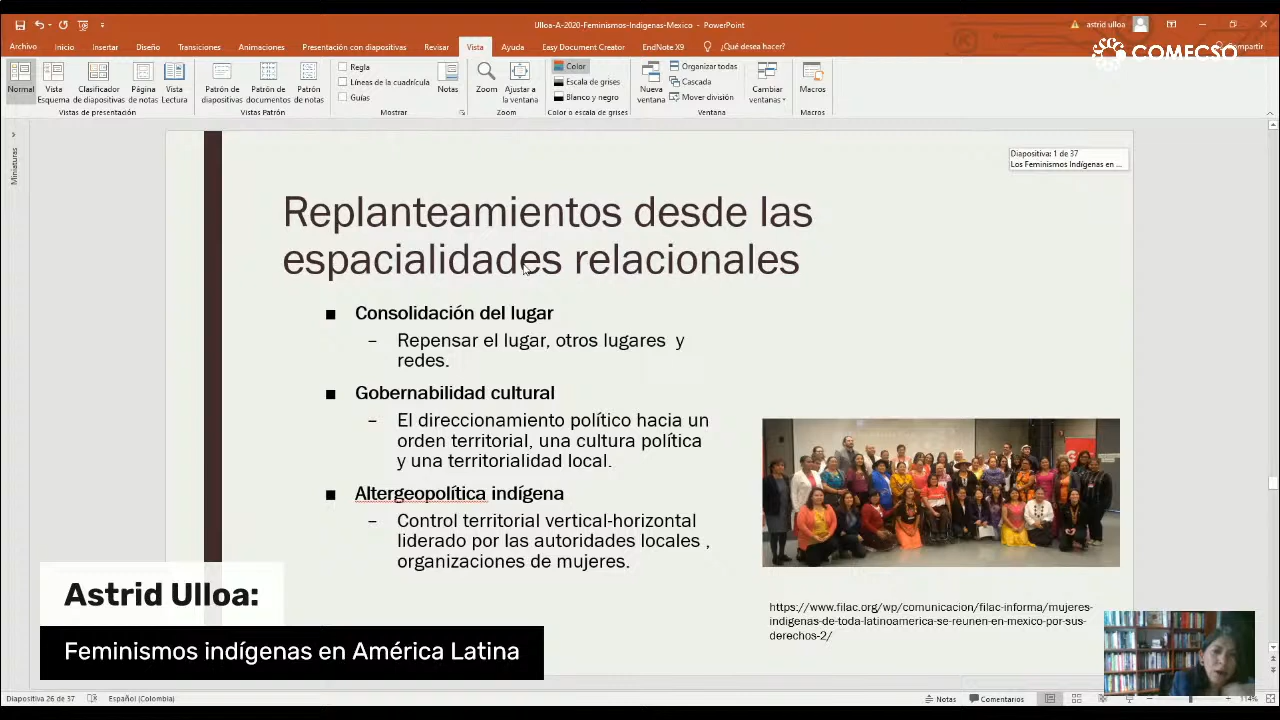 Ulloa-A-2020-Feminismos-Indigenas-Mexico - PowerPoint
astrid ulloa
Archivo Inicio Insertar Diseño Transiciones Animaciones Presentación con diapositivas Revisar Vista Ayuda Easy Document Creator EndNote X9 ¿Qué desea hacer? Compartir
COMECSO
Normal
Vista Esquema
Clasificador de diapositivas
Página de notas
Vista Lectura
Vistas de presentación
Patrón de diapositivas
Patrón de documentos
Patrón de notas
Vistas Patrón
Regla
Líneas de la cuadrícula
Guías
Mostrar
Notas
Zoom
Ajustar a la ventana
Zoom
Color
Escala de grises
Blanco y negro
Color o escala de grises
Nueva ventana
Organizar todas
Cascada
Mover división
Ventana
Cambiar ventanas
Macros
Macros
Miniaturas
Diapositiva: 1 de 37
Los Feminismos Indígenas en ...
Replanteamientos desde las
espacialidades relacionales
■ Consolidación del lugar
– Repensar el lugar, otros lugares y
redes.
■ Gobernabilidad cultural
– El direccionamiento político hacia un
orden territorial, una cultura política
y una territorialidad local.
■ Altergeopolítica indígena
– Control territorial vertical-horizontal
liderado por las autoridades locales ,
organizaciones de mujeres.
https://www.filac.org/wp/comunicacion/filac-informa/mujeres-
indigenas-de-toda-latinoamerica-se-reunen-en-mexico-por-sus-
derechos-2/
Astrid Ulloa:
Feminismos indígenas en América Latina
Diapositiva 26 de 37 Español (Colombia) Notas Comentarios 114%